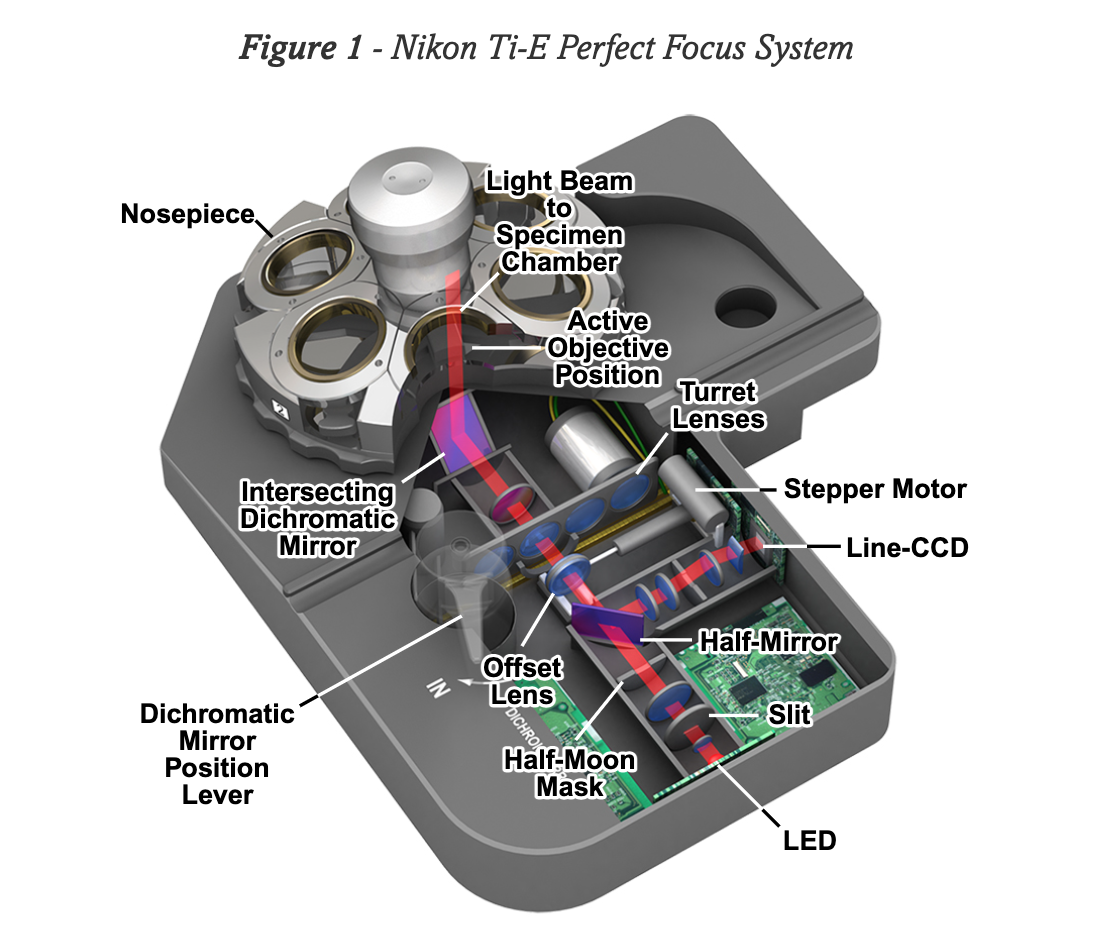 Figure 1 - Nikon Ti-E Perfect Focus System
Light Beam
to
Specimen
Chamber
Nosepiece
Active
Objective
Position
Turret
Lenses
Intersecting
Dichromatic
Mirror
Stepper Motor
Line-CCD
Half-Mirror
Offset
Lens
IN
Dichromatic
Mirror
Position
Lever
Slit
Half-Moon
Mask
LED
2